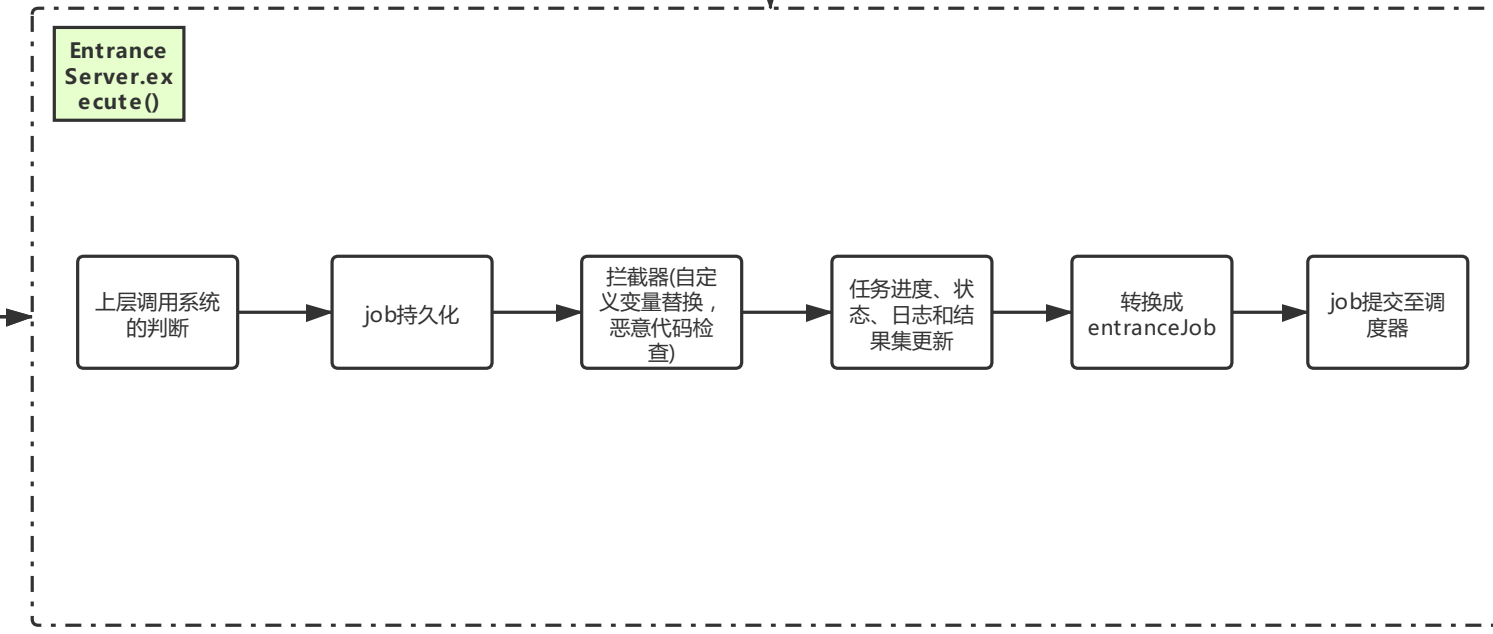 Entrance
Server.ex
ecute()
上层调用系统
的判断
job持久化
拦截器(自定
义变量替换，
恶意代码检
查)
任务进度、状
态、日志和结
果集更新
转换成
entranceJob
job提交至调
度器